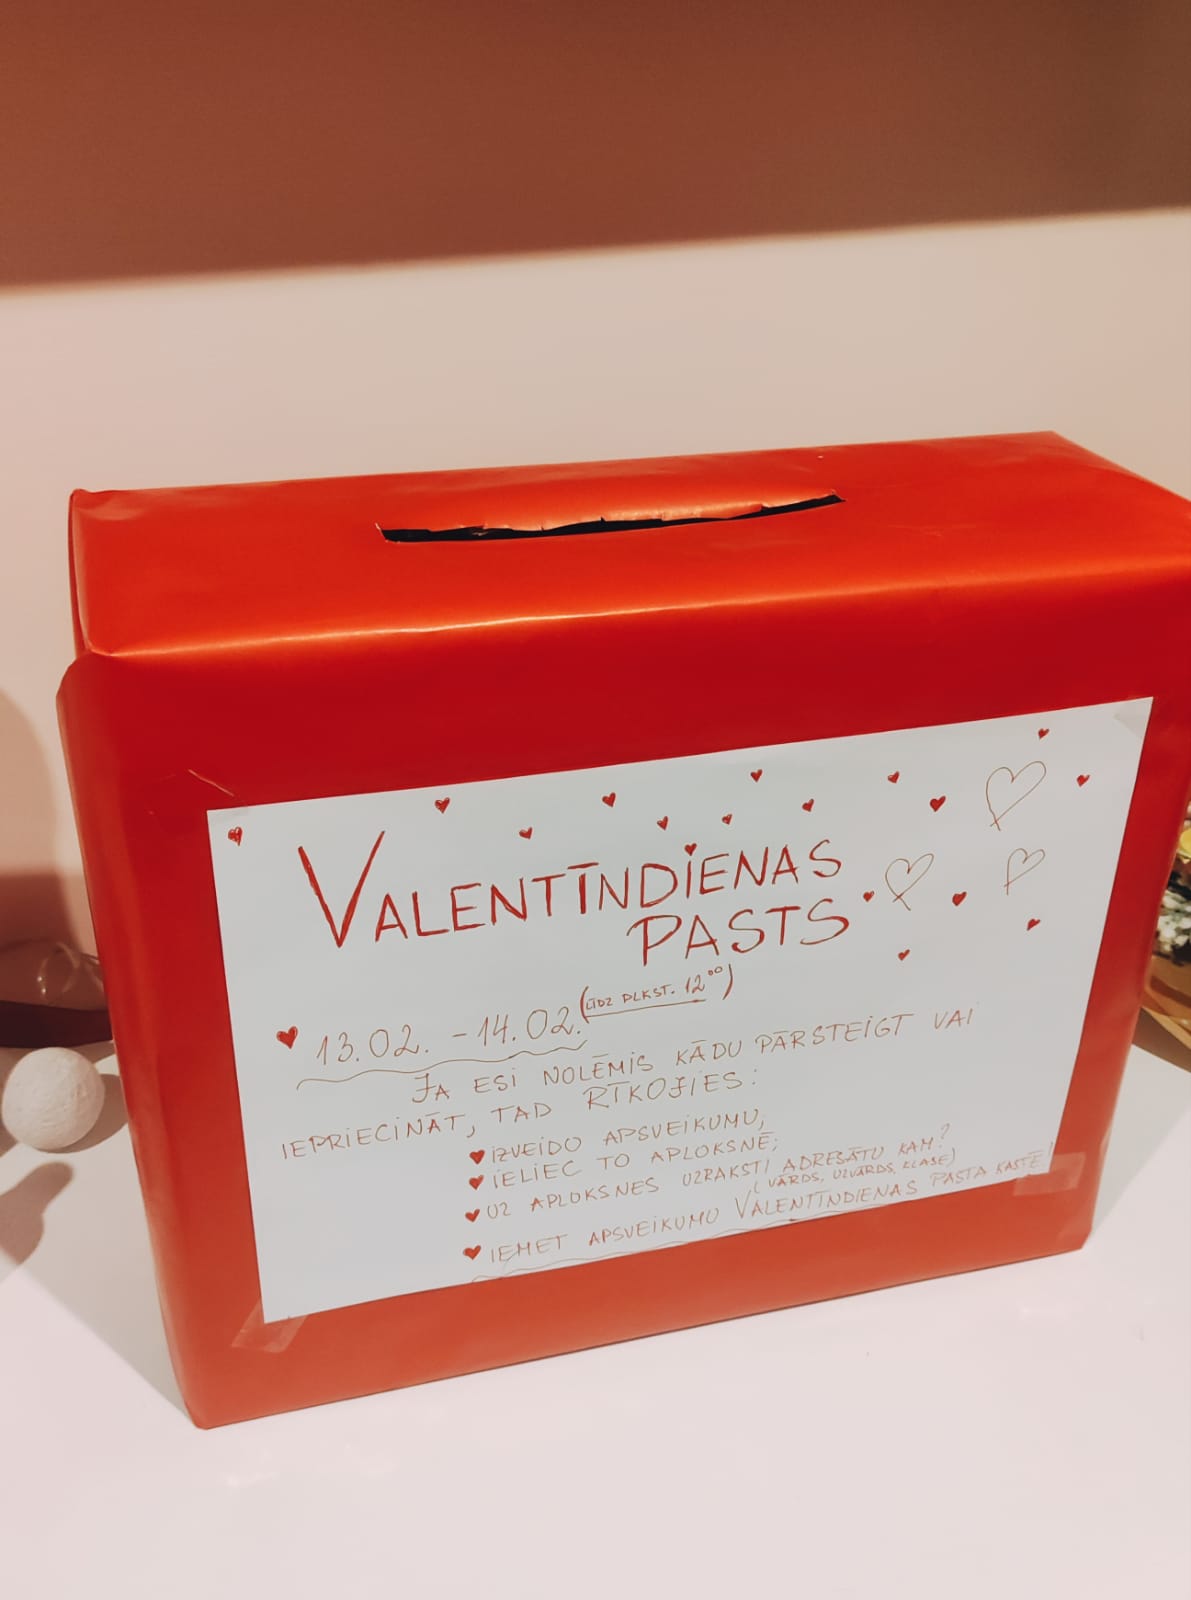 VALENTĪNDIENAS
PASTS
13.02. - 14.02. (LĪDZ PLKST. 12⁰⁰)
JA ESI NOLĒMIS KĀDU PĀRSTEIGT VAI
IEPRIECINĀT, TAD RĪKOJIES:
IZVEIDO APSVEIKUMU;
IELIEC TO APLOKSNĒ;
UZ APLOKSNES UZRAKSTI ADRESĀTU KAM?
(VĀRDS, UZVĀRDS, KLASE)
IEMET APSVEIKUMU VALENTĪNDIENAS PASTA KASTĒ!